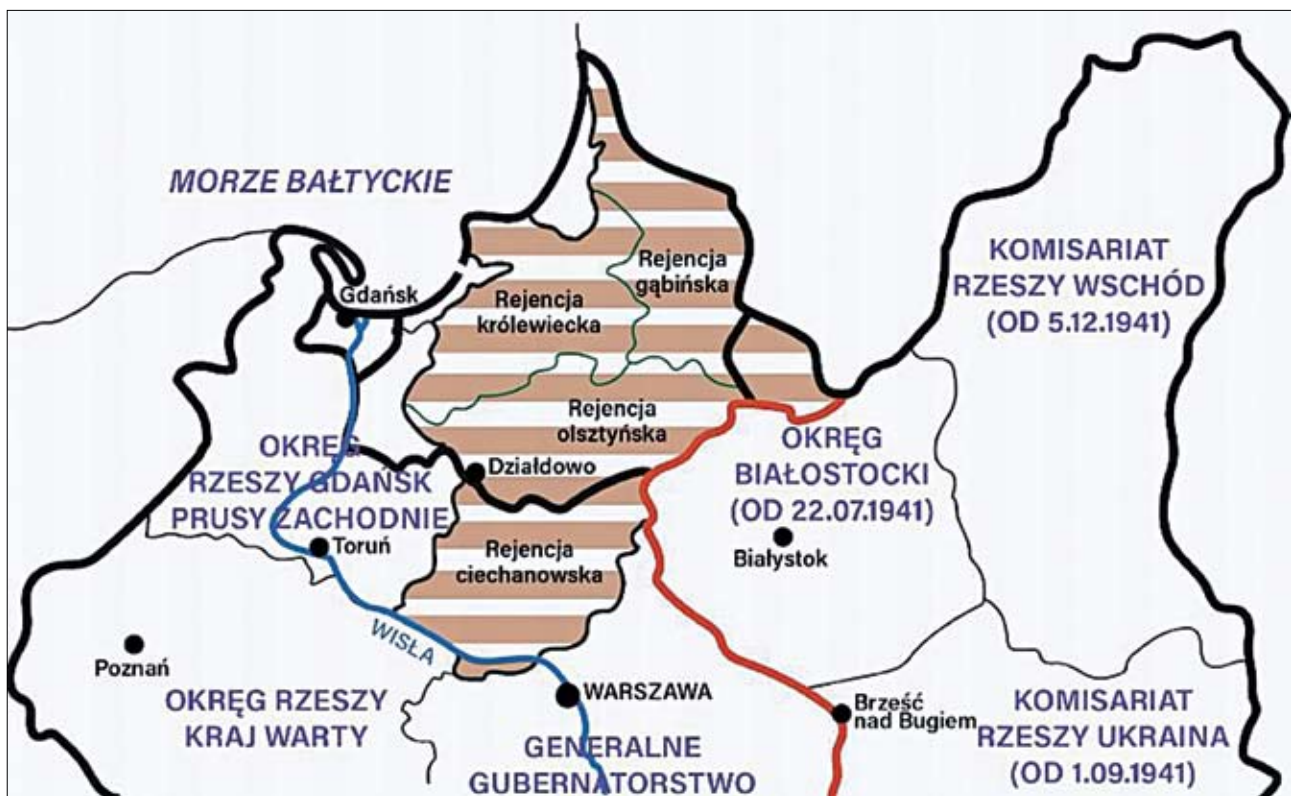 MORZE BAŁTYCKIE
Gdańsk
Rejencja
królewiecka
Rejencja
gąbińska
KOMISARIAT
RZESZY WSCHÓD
(OD 5.12.1941)
Rejencja
olsztyńska
Działdowo
OKRĘG
RZESZY GDAŃSK
PRUSY ZACHODNIE
Toruń
OKRĘG
BIAŁOSTOCKI
(OD 22.07.1941)
Białystok
Rejencja
ciechanowska
WISŁA
Poznań
OKRĘG RZESZY
KRAJ WARTY
WARSZAWA
GENERALNE
GUBERNATORSTWO
Brześć
nad Bugiem
KOMISARIAT
RZESZY UKRAINA
(OD 1.09.1941)